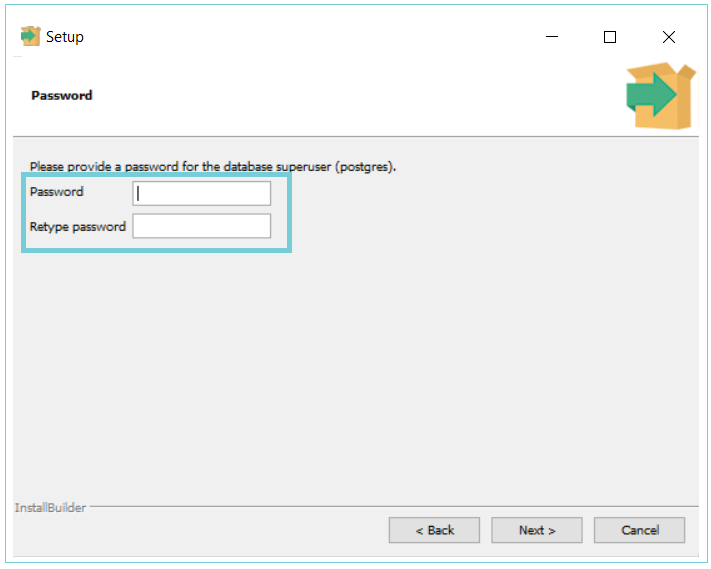 Setup
Password
Please provide a password for the database superuser (postgres).
Password
Retype password
InstallBuilder
< Back Next > Cancel